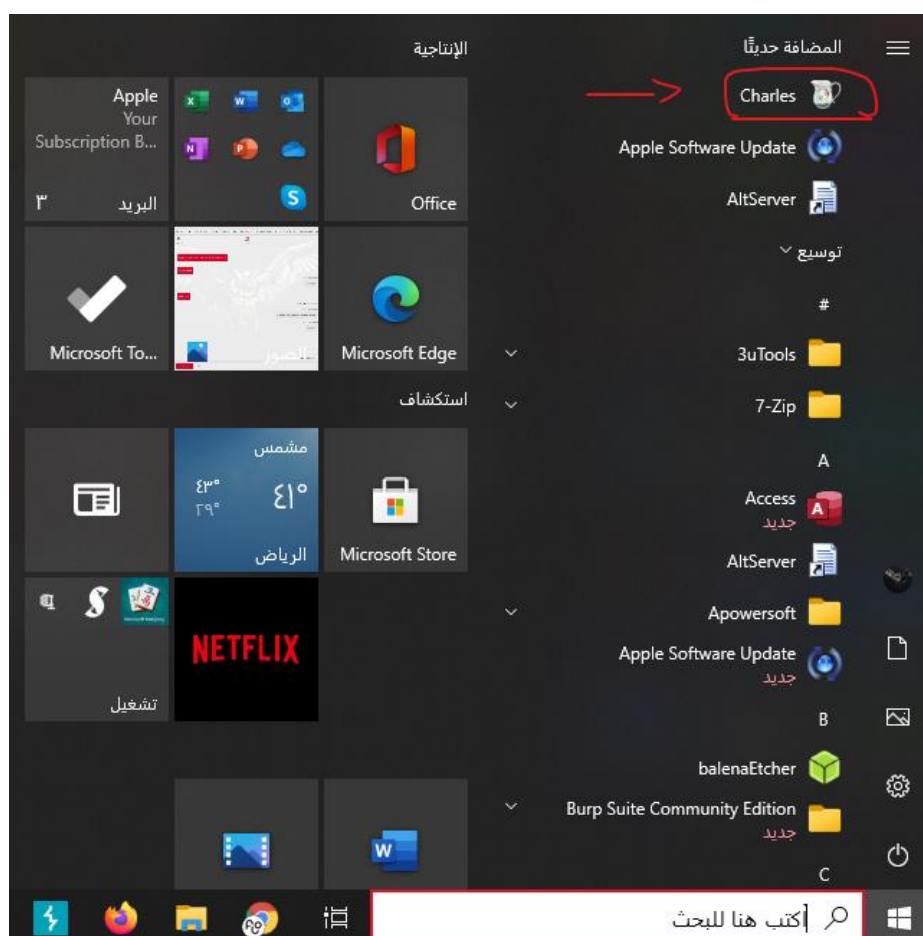 المضافة حديثًا
Charles
Apple Software Update
AltServer
توسيع
#
3uTools
7-Zip
A
Access
جديد
AltServer
Apowersoft
Apple Software Update
جديد
B
balenaEtcher
Burp Suite Community Edition
جديد
C
الإنتاجية
Office
Apple
Your
Subscription B...
البريد ٣
Microsoft Edge
الصور
Microsoft To...
استكشاف
Microsoft Store
مشمس
٤١°
٤٣°
٢٩°
الرياض
NETFLIX
تشغيل
اكتب هنا للبحث